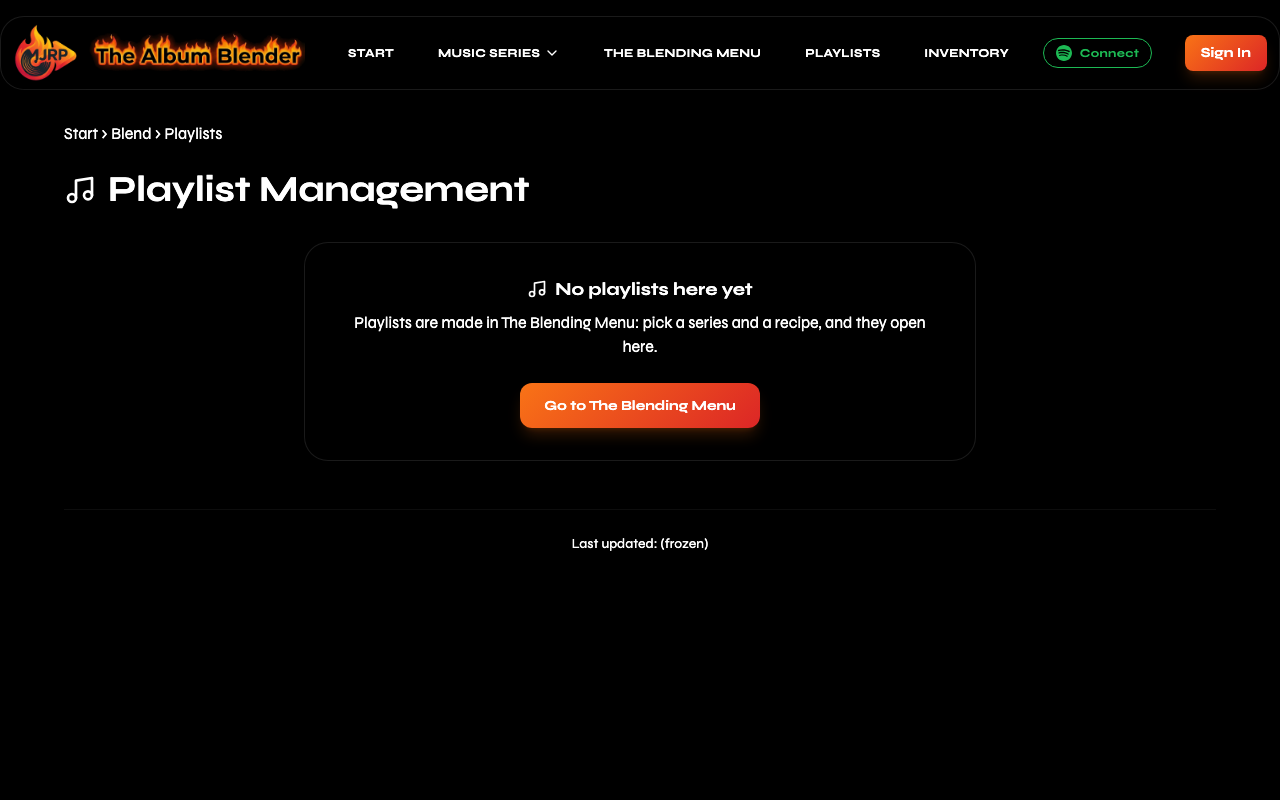 JRP The Album Blender START MUSIC SERIES THE BLENDING MENU PLAYLISTS INVENTORY Connect Sign In
Start › Blend › Playlists
Playlist Management
No playlists here yet
Playlists are made in The Blending Menu: pick a series and a recipe, and they open
here.
Go to The Blending Menu
Last updated: (frozen)